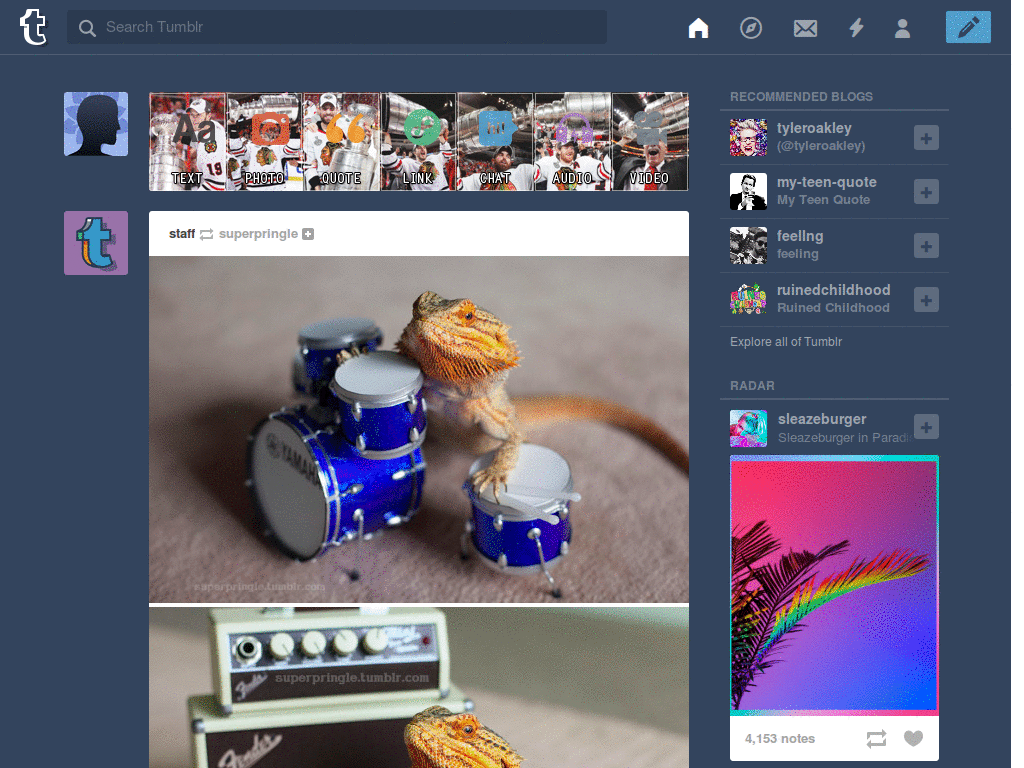 t
Search Tumblr
Aa
TEXT
PHOTO
QUOTE
LINK
CHAT
AUDIO
VIDEO
staff superpringle
YAMAHA
superpringle.tumblr.com
superpringle.tumblr.com
Fender
Fender
RECOMMENDED BLOGS
tyleroakley
(@tyleroakley)
my-teen-quote
My Teen Quote
feellng
feeling
ruinedchildhood
Ruined Childhood
Explore all of Tumblr
RADAR
sleazeburger
Sleazeburger in Parad
4,153 notes